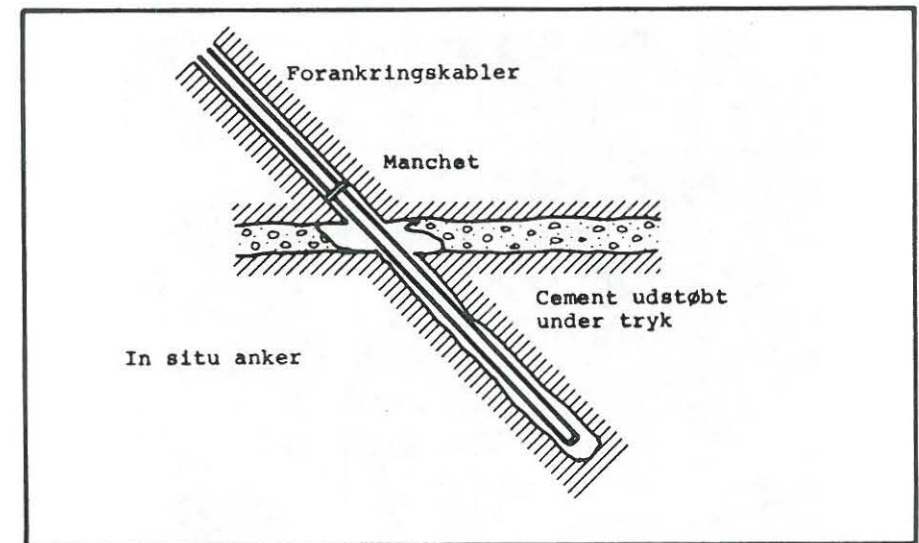 Forankringskabler
Manchet
Cement udstøbt
under tryk
In situ anker